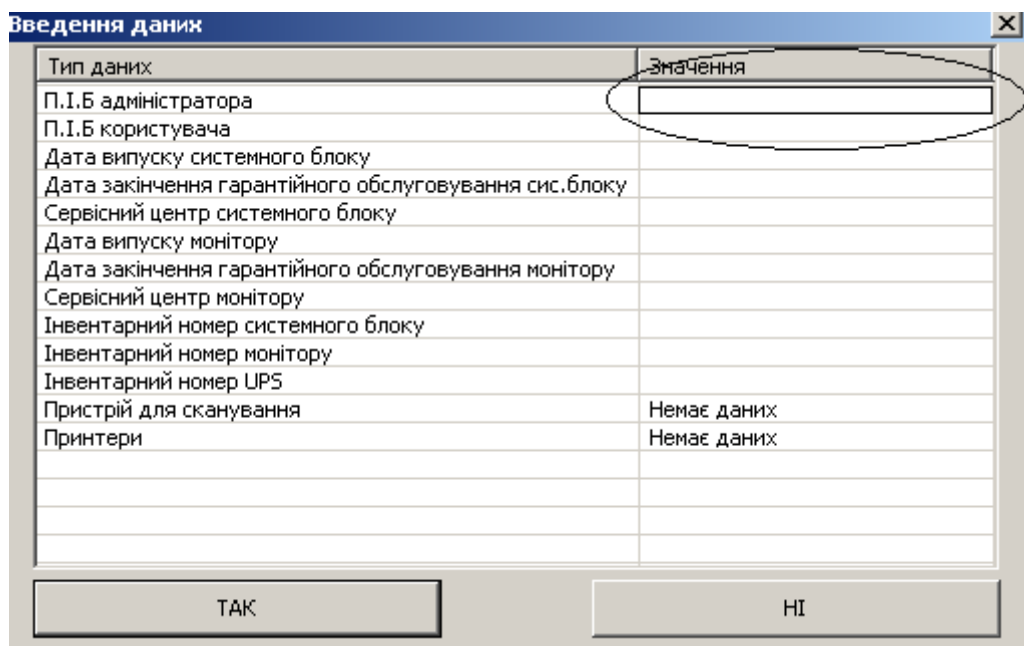 Введення даних
Тип даних Значення
П.І.Б адміністратора
П.І.Б користувача
Дата випуску системного блоку
Дата закінчення гарантійного обслуговування сис.блоку
Сервісний центр системного блоку
Дата випуску монітору
Дата закінчення гарантійного обслуговування монітору
Сервісний центр монітору
Інвентарний номер системного блоку
Інвентарний номер монітору
Інвентарний номер UPS
Пристрій для сканування Немає даних
Принтери Немає даних
ТАК НІ